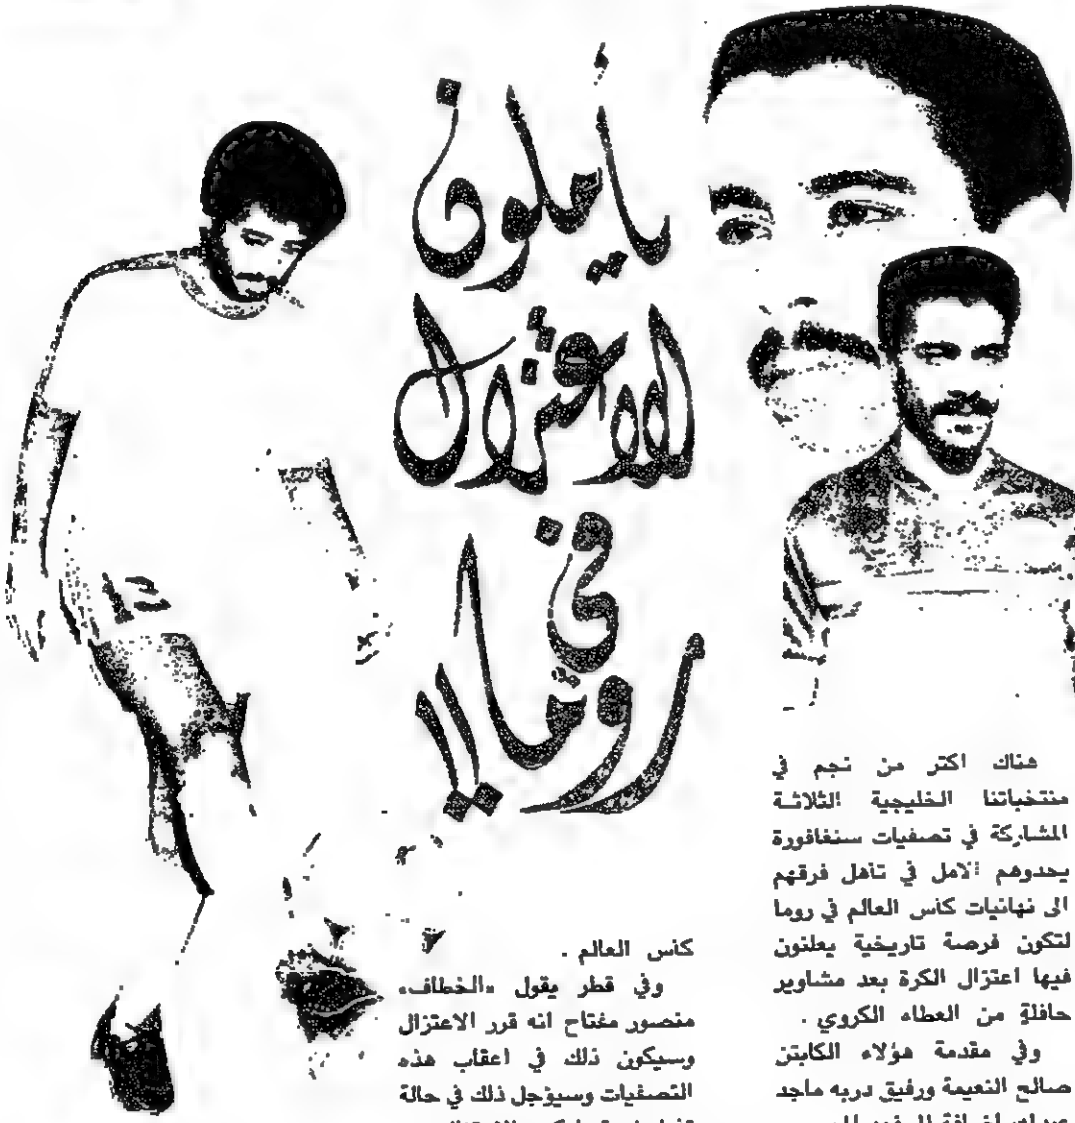 يأملون
الاعتزال
في
روما!!
هناك اكثر من نجم في
منتخباتنا الخليجية الثلاثة
المشاركة في تصفيات سنغافورة
يحدوهم الامل في تاهل فرقهم
الى نهائيات كاس العالم في روما
لتكون فرصة تاريخية يعلنون
فيها اعتزال الكرة بعد مشاوير
حافلة من العطاء الكروي .
وفي مقدمة هؤلاء الكابتن
صالح النعيمة ورفيق دربه ماجد
كأس العالم .
وفي قطر يقول «الخطاف»
منصور مفتاح انه قرر الاعتزال
وسيكون ذلك في اعقاب هذه
التصفيات وسيؤجل ذلك في حالة